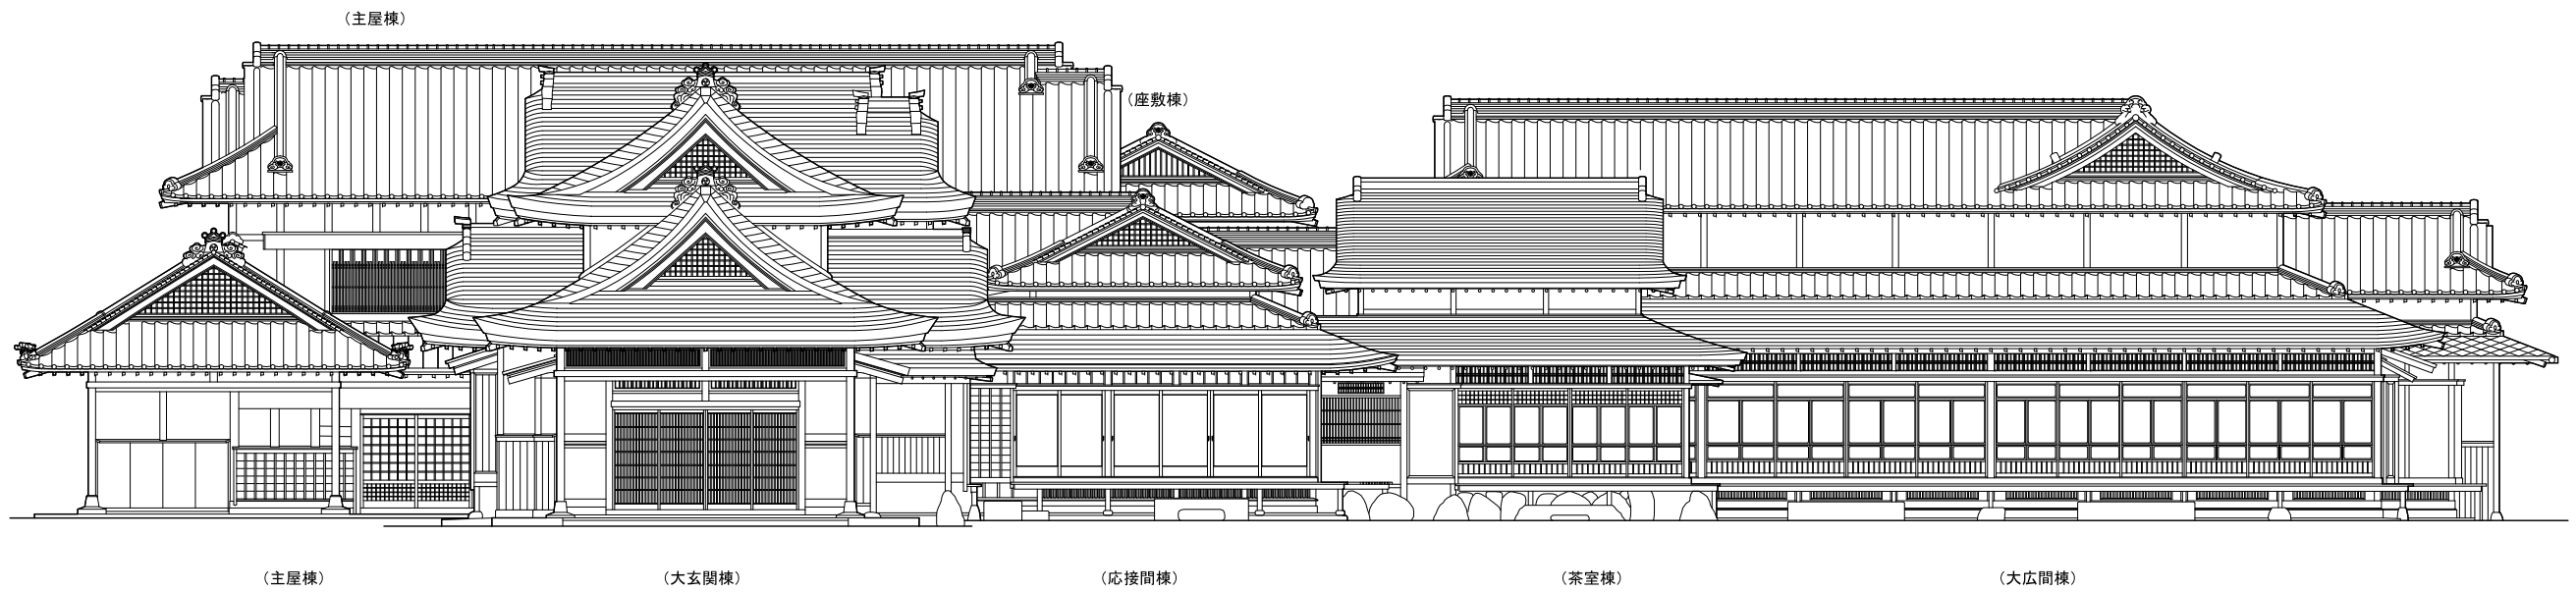 （主屋棟）
（座敷棟）
（主屋棟）
（大玄関棟）
（応接間棟）
（茶室棟）
（大広間棟）